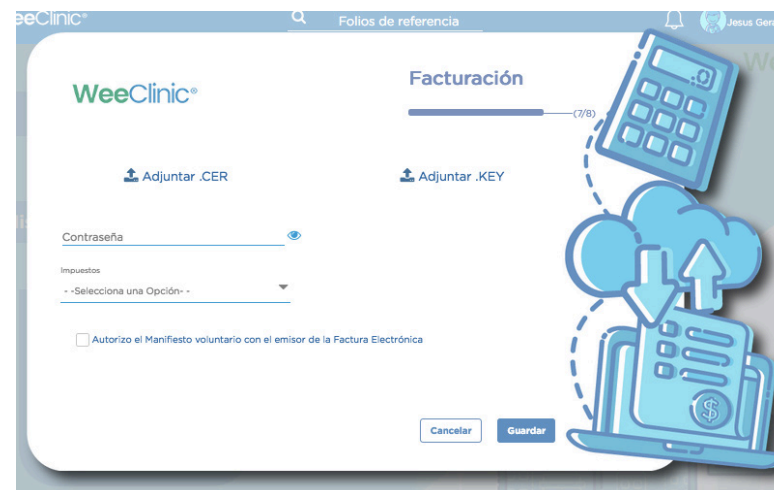 eeClinic®
Folios de referencia
Jesus Gera
WeeClinic®
Facturación
(7/8)
Adjuntar .CER
Adjuntar .KEY
Contraseña
Impuestos
- -Selecciona una Opción- -
Autorizo el Manifiesto voluntario con el emisor de la Factura Electrónica
Cancelar
Guardar